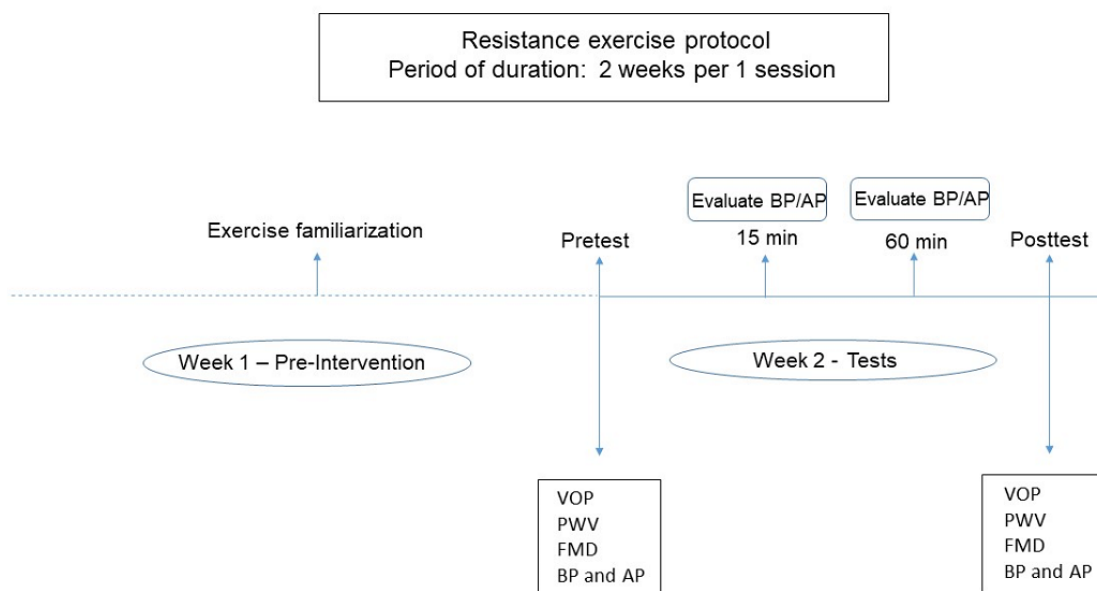 Resistance exercise protocol
Period of duration: 2 weeks per 1 session
Evaluate BP/AP
Evaluate BP/AP
Exercise familiarization
Pretest
15 min
60 min
Posttest
Week 1 – Pre-Intervention
Week 2 - Tests
VOP
PWV
FMD
BP and AP
VOP
PWV
FMD
BP and AP